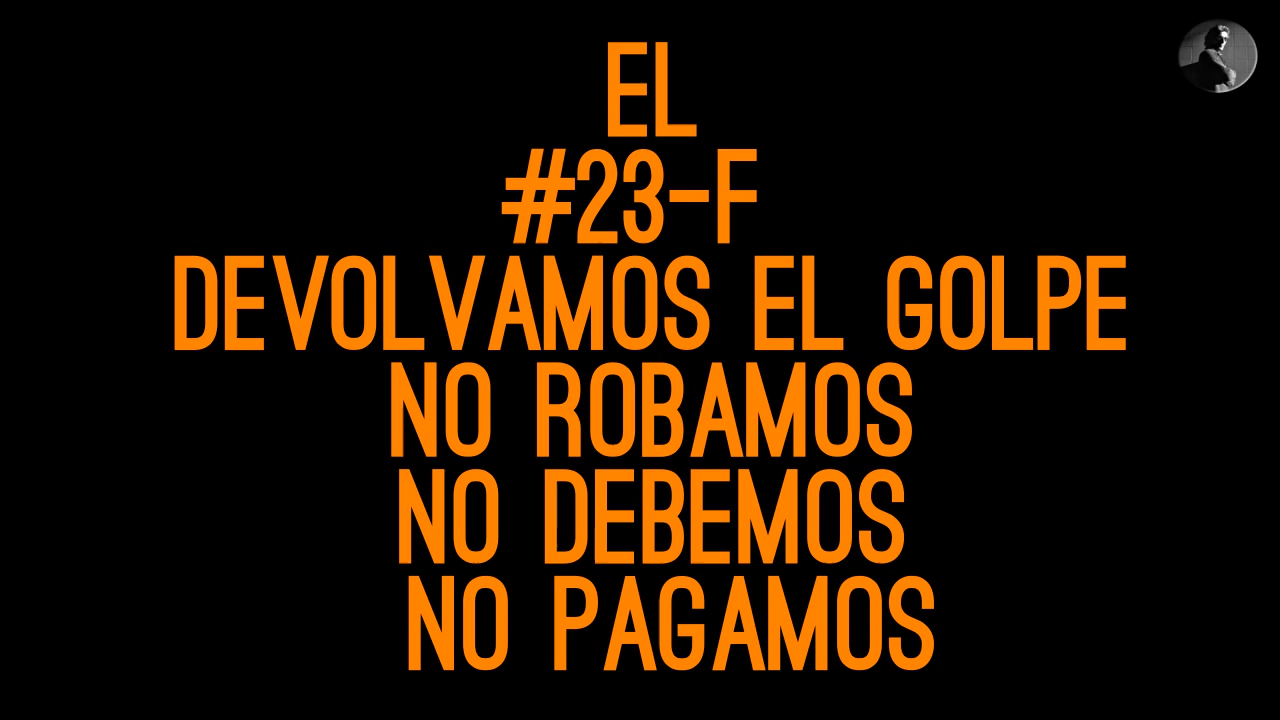 EL
#23-F
DEVOLVAMOS EL GOLPE
NO ROBAMOS
NO DEBEMOS
NO PAGAMOS